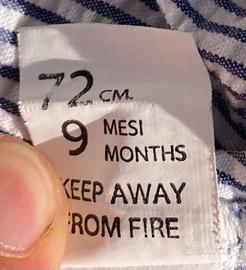 72 CM.
9 MESI
MONTHS
KEEP AWAY
FROM FIRE